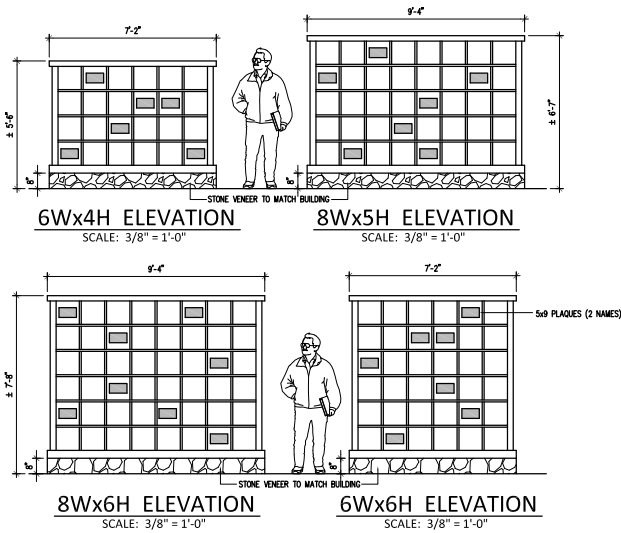 7'-2"
9'-4"
± 5'-6"
± 6'-7"
8"
8"
STONE VENEER TO MATCH BUILDING
6Wx4H ELEVATION
SCALE: 3/8" = 1'-0"
8Wx5H ELEVATION
SCALE: 3/8" = 1'-0"
9'-4"
7'-2"
5x9 PLAQUES (2 NAMES)
± 7'-8"
8"
8"
STONE VENEER TO MATCH BUILDING
8Wx6H ELEVATION
SCALE: 3/8" = 1'-0"
6Wx6H ELEVATION
SCALE: 3/8" = 1'-0"